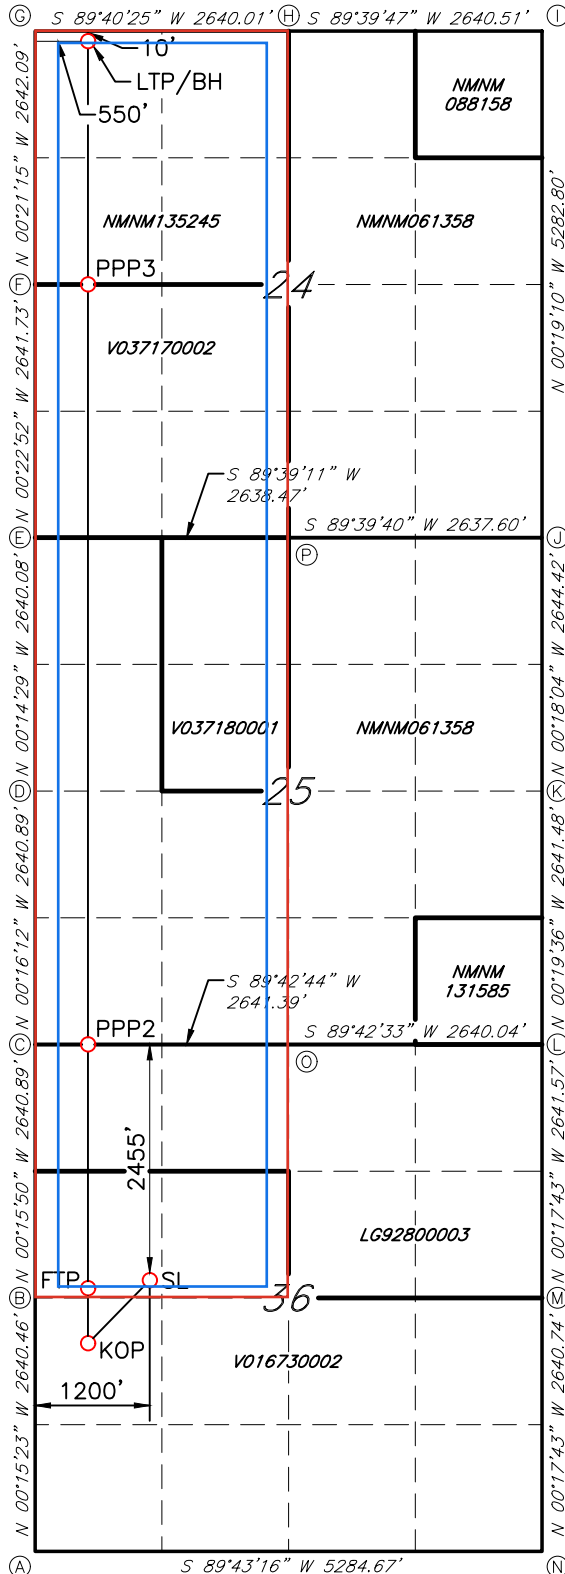 G S 89°40'25" W 2640.01' H S 89°39'47" W 2640.51' I
10'
LTP/BH
550'
NMNM
088158
N 00°21'15" W 2642.09'
NMNM135245
NMNM061358
N 00°19'10" W 5282.80'
PPP3
F
24
V037170002
N 00°22'52" W 2641.73'
S 89°39'11" W
2638.47'
S 89°39'40" W 2637.60'
E
J
P
N 00°14'29" W 2640.08'
V037180001
NMNM061358
N 00°18'04" W 2644.42'
D
25
K
N 00°16'12" W 2640.89'
S 89°42'44" W
2641.39'
NMNM
131585
N 00°19'36" W 2641.48'
PPP2
S 89°42'33" W 2640.04'
C
L
O
N 00°15'50" W 2640.89'
2455'
LG92800003
N 00°17'43" W 2641.57'
FTP
SL
B
36
M
KOP
V016730002
1200'
N 00°15'23" W 2640.46'
N 00°17'43" W 2640.74'
A
S 89°43'16" W 5284.67'
N